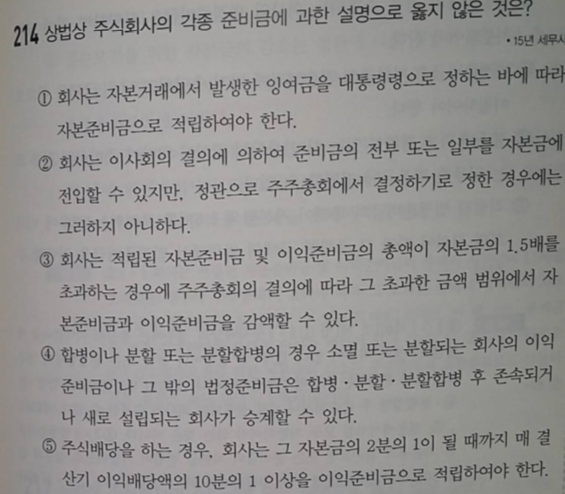 214 상법상 주식회사의 각종 준비금에 과한 설명으로 옳지 않은 것은?
• 15년 세무사
① 회사는 자본거래에서 발생한 잉여금을 대통령령으로 정하는 바에 따라
자본준비금으로 적립하여야 한다.
② 회사는 이사회의 결의에 의하여 준비금의 전부 또는 일부를 자본금에
전입할 수 있지만, 정관으로 주주총회에서 결정하기로 정한 경우에는
그러하지 아니하다.
③ 회사는 적립된 자본준비금 및 이익준비금의 총액이 자본금의 1.5배를
초과하는 경우에 주주총회의 결의에 따라 그 초과한 금액 범위에서 자
본준비금과 이익준비금을 감액할 수 있다.
④ 합병이나 분할 또는 분할합병의 경우 소멸 또는 분할되는 회사의 이익
준비금이나 그 밖의 법정준비금은 합병·분할·분할합병 후 존속되거
나 새로 설립되는 회사가 승계할 수 있다.
⑤ 주식배당을 하는 경우, 회사는 그 자본금의 2분의 1이 될 때까지 매 결
산기 이익배당액의 10분의 1 이상을 이익준비금으로 적립하여야 한다.